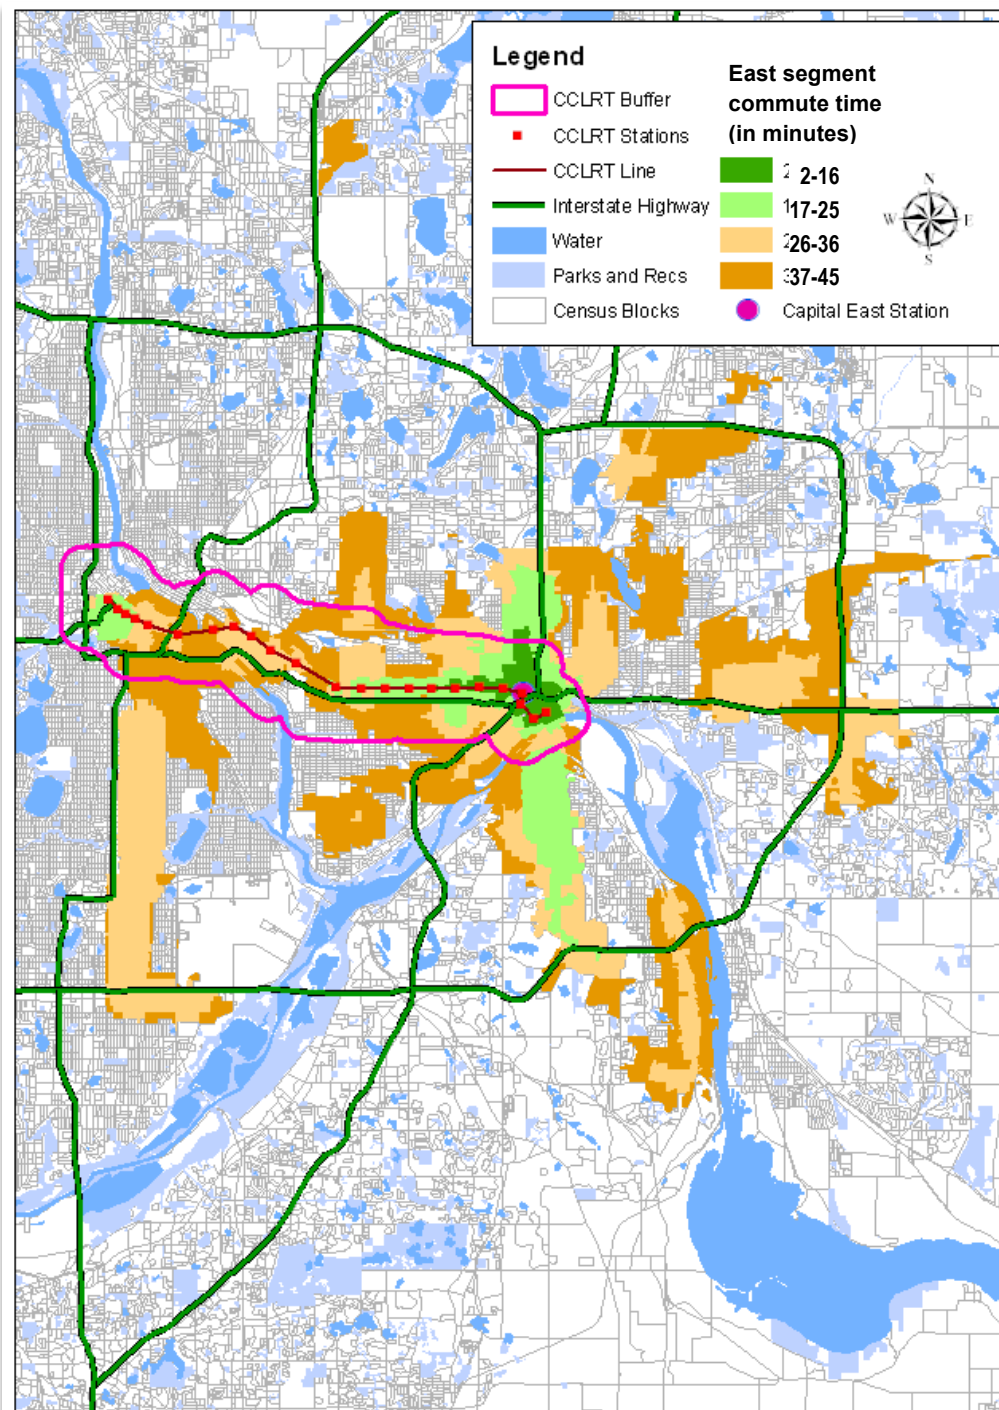 Legend
CCLRT Buffer
CCLRT Stations
CCLRT Line
Interstate Highway
Water
Parks and Recs
Census Blocks
East segment
commute time
(in minutes)
2-16
17-25
26-36
37-45
Capital East Station
N
W E
S